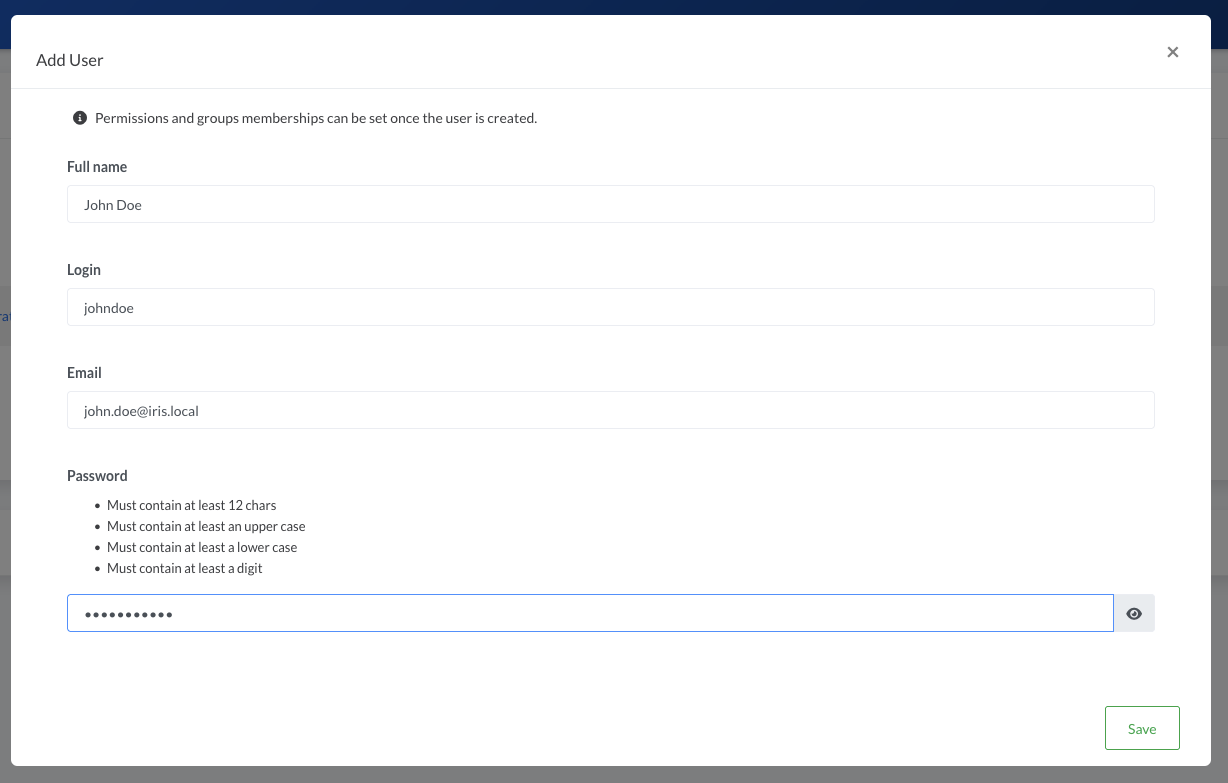 Add User
×
Permissions and groups memberships can be set once the user is created.
Full name
John Doe
Login
johndoe
Email
john.doe@iris.local
Password
• Must contain at least 12 chars
• Must contain at least an upper case
• Must contain at least a lower case
• Must contain at least a digit
•••••••••••
Save